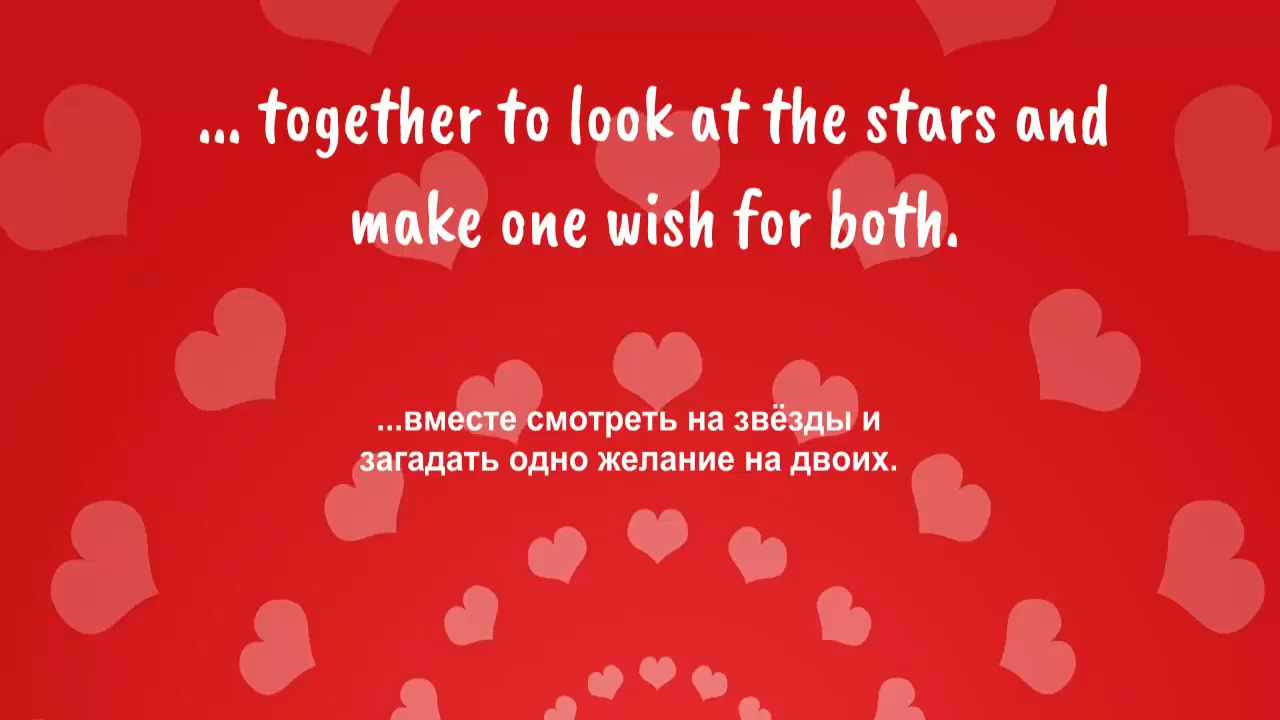 ... together to look at the stars and
make one wish for both.
...вместе смотреть на звёзды и
загадать одно желание на двоих.